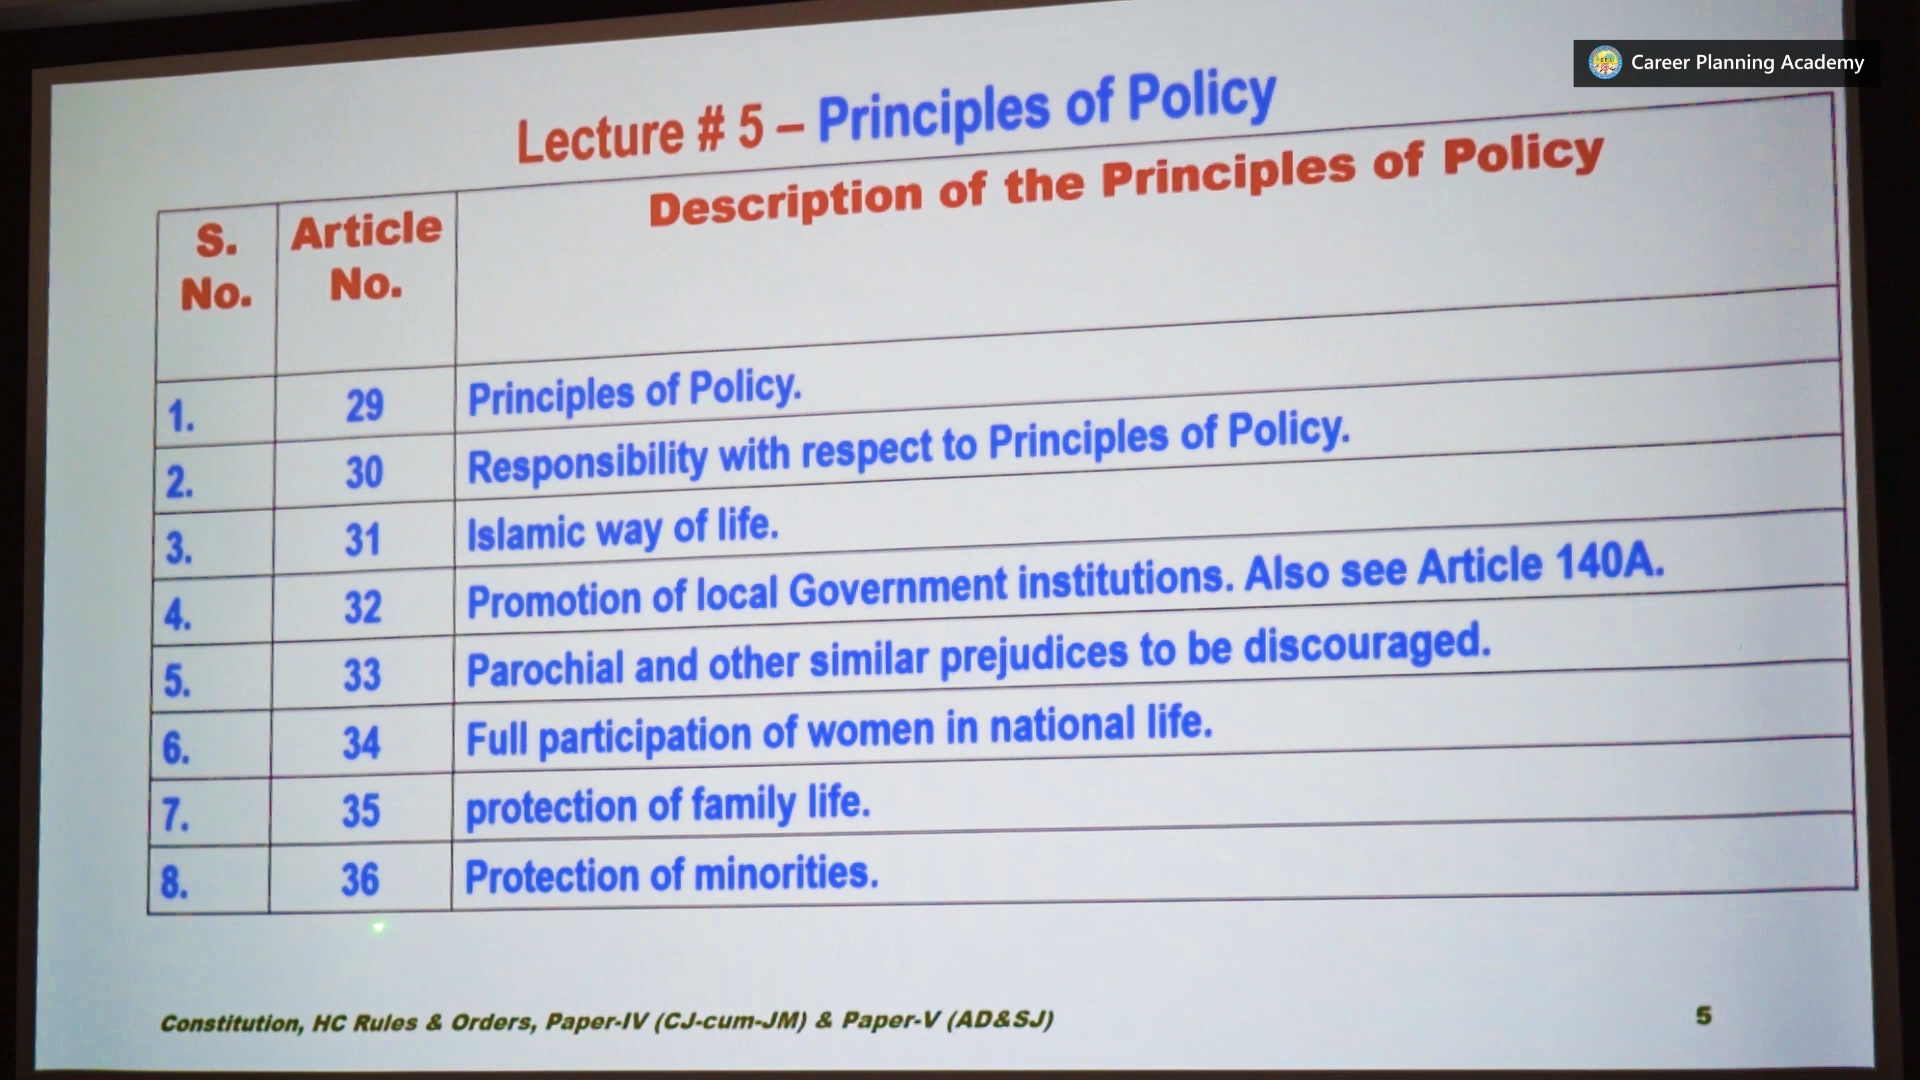 Career Planning Academy
Lecture # 5 – Principles of Policy
S. No. Article No. Description of the Principles of Policy
1. 29 Principles of Policy.
2. 30 Responsibility with respect to Principles of Policy.
3. 31 Islamic way of life.
4. 32 Promotion of local Government institutions. Also see Article 140A.
5. 33 Parochial and other similar prejudices to be discouraged.
6. 34 Full participation of women in national life.
7. 35 protection of family life.
8. 36 Protection of minorities.
Constitution, HC Rules & Orders, Paper-IV (CJ-cum-JM) & Paper-V (AD&SJ) 5